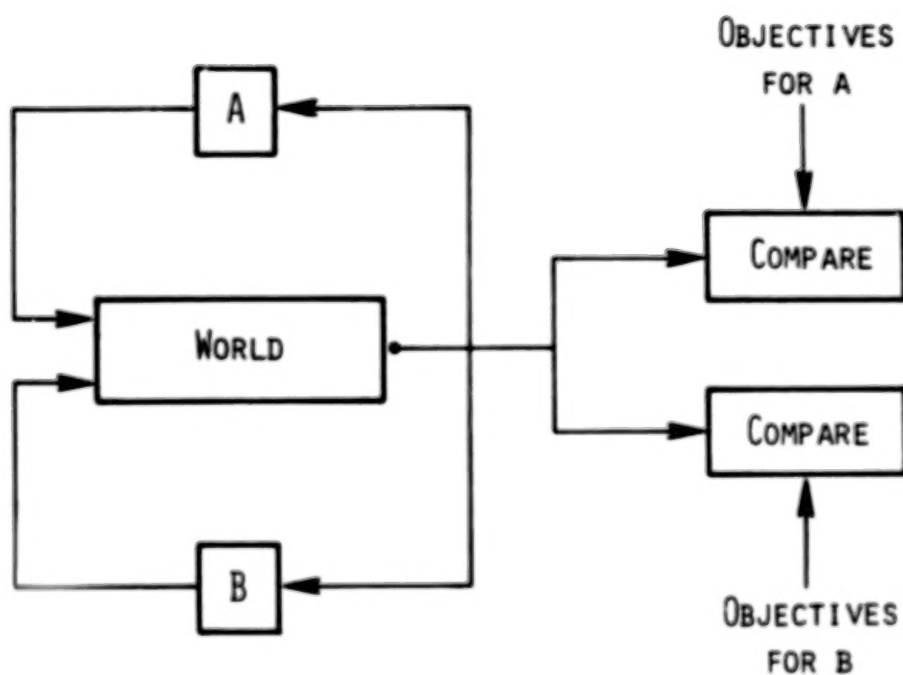 OBJECTIVES
FOR A
A
COMPARE
WORLD
COMPARE
B
OBJECTIVES
FOR B